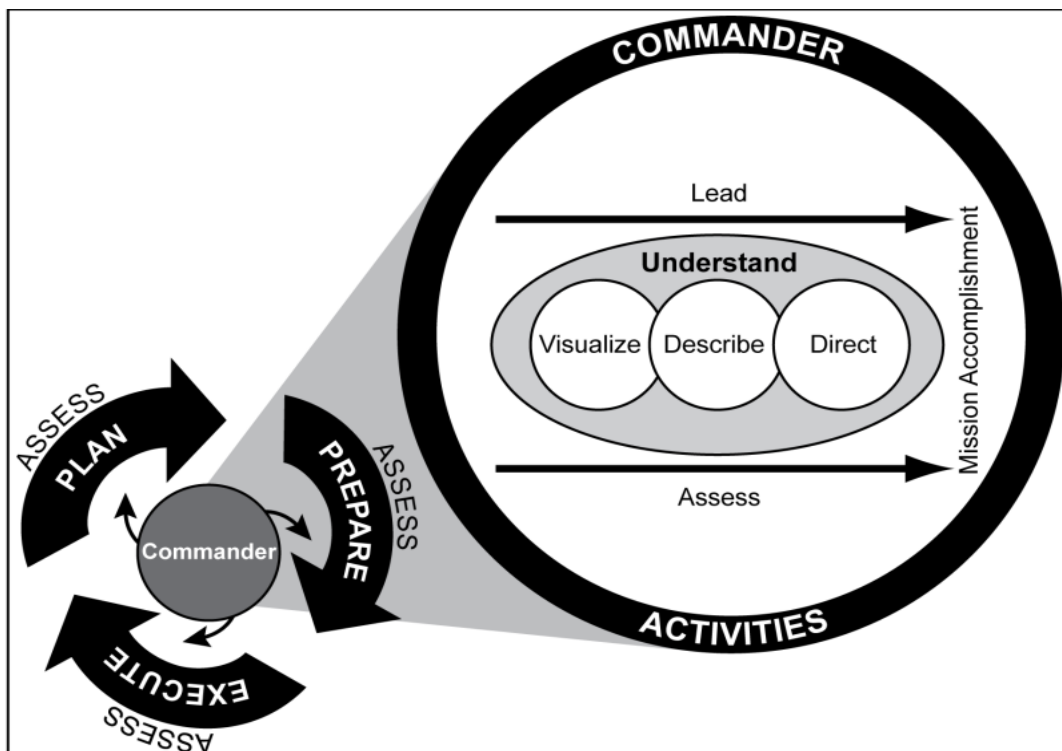 COMMANDER
Lead
Understand
Visualize
Describe
Direct
Assess
Mission Accomplishment
ACTIVITIES
ASSESS
PLAN
PREPARE
ASSESS
Commander
EXECUTE
ASSESS